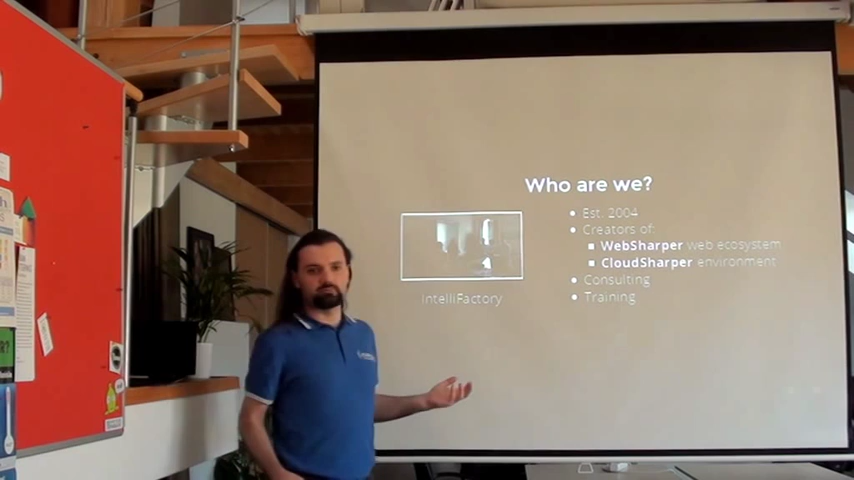 Who are we?
Est. 2004
Creators of:
WebSharper web ecosystem
CloudSharper environment
Consulting
Training
IntelliFactory